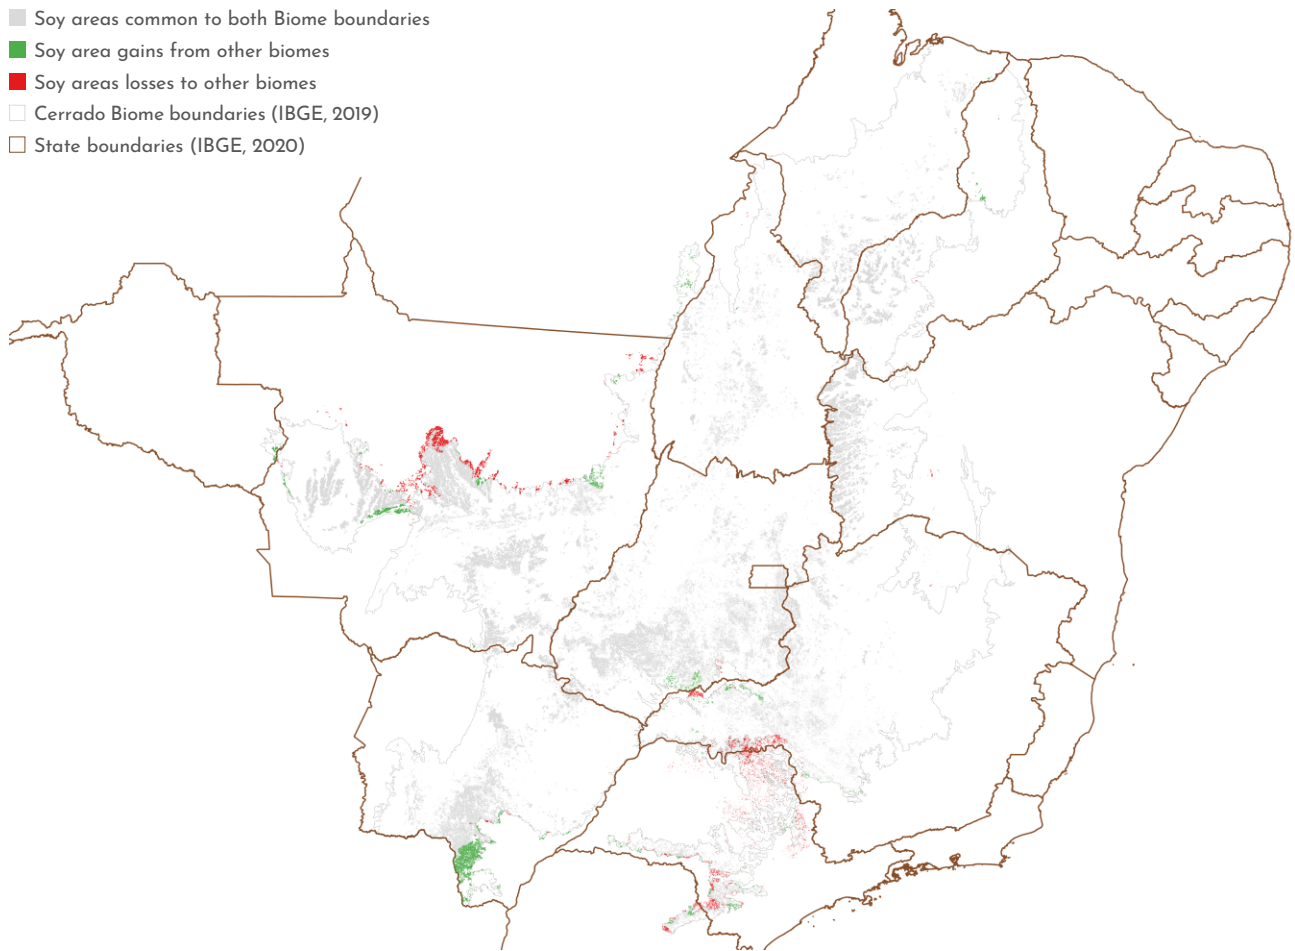 Soy areas common to both Biome boundaries
Soy area gains from other biomes
Soy areas losses to other biomes
Cerrado Biome boundaries (IBGE, 2019)
State boundaries (IBGE, 2020)